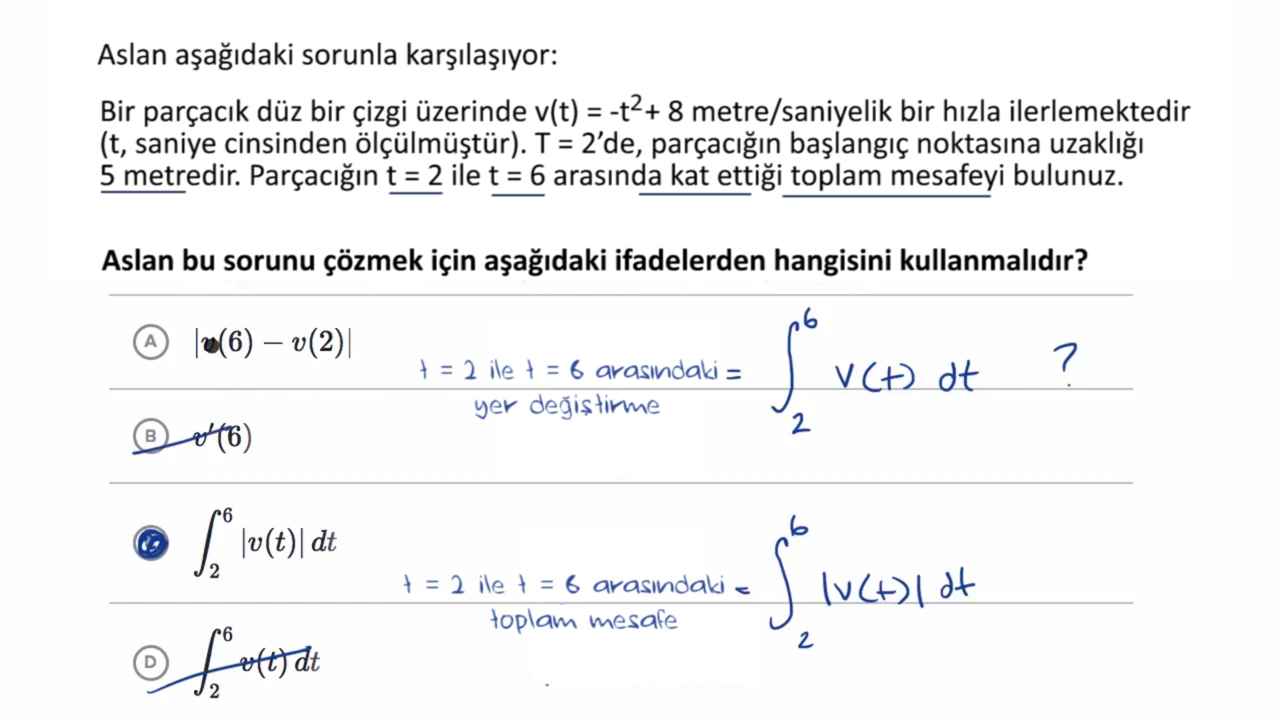 Aslan aşağıdaki sorunla karşılaşıyor:
Bir parçacık düz bir çizgi üzerinde v(t) = -t²+ 8 metre/saniyelik bir hızla ilerlemektedir
(t, saniye cinsinden ölçülmüştür). T = 2’de, parçacığın başlangıç noktasına uzaklığı
5 metredir. Parçacığın t = 2 ile t = 6 arasında kat ettiği toplam mesafeyi bulunuz.
Aslan bu sorunu çözmek için aşağıdaki ifadelerden hangisini kullanmalıdır?
A |v(6) − v(2)|
t = 2 ile t = 6 arasındaki = ∫₂⁶ v(t) dt ?
yer değiştirme
B v′(6)
∫₂⁶ |v(t)| dt
t = 2 ile t = 6 arasındaki = ∫₂⁶ |v(t)| dt
toplam mesafe
D ∫₂⁶ v(t) dt